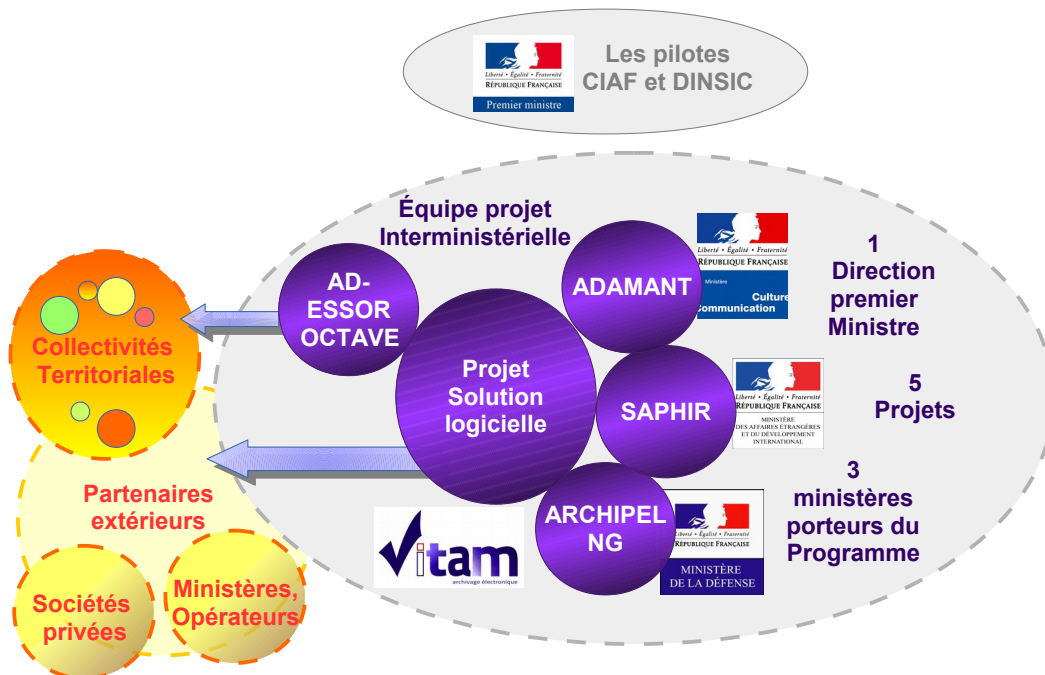 Les pilotes
CIAF et DINSIC
Liberté • Égalité • Fraternité
RÉPUBLIQUE FRANÇAISE
Premier ministre
Équipe projet
Interministérielle
AD-
ESSOR
OCTAVE
ADAMANT
Liberté • Égalité • Fraternité
RÉPUBLIQUE FRANÇAISE
Ministère
Culture
Communication
1
Direction
premier
Ministre
Collectivités
Territoriales
Projet
Solution
logicielle
SAPHIR
Liberté • Égalité • Fraternité
RÉPUBLIQUE FRANÇAISE
MINISTÈRE
DES AFFAIRES ÉTRANGÈRES
ET DU DÉVELOPPEMENT
INTERNATIONAL
5
Projets
Partenaires
extérieurs
3
ministères
porteurs du
Programme
Vitam
archivage électronique
ARCHIPEL
NG
Liberté • Égalité • Fraternité
RÉPUBLIQUE FRANÇAISE
MINISTÈRE
DE LA DÉFENSE
Sociétés
privées
Ministères,
Opérateurs